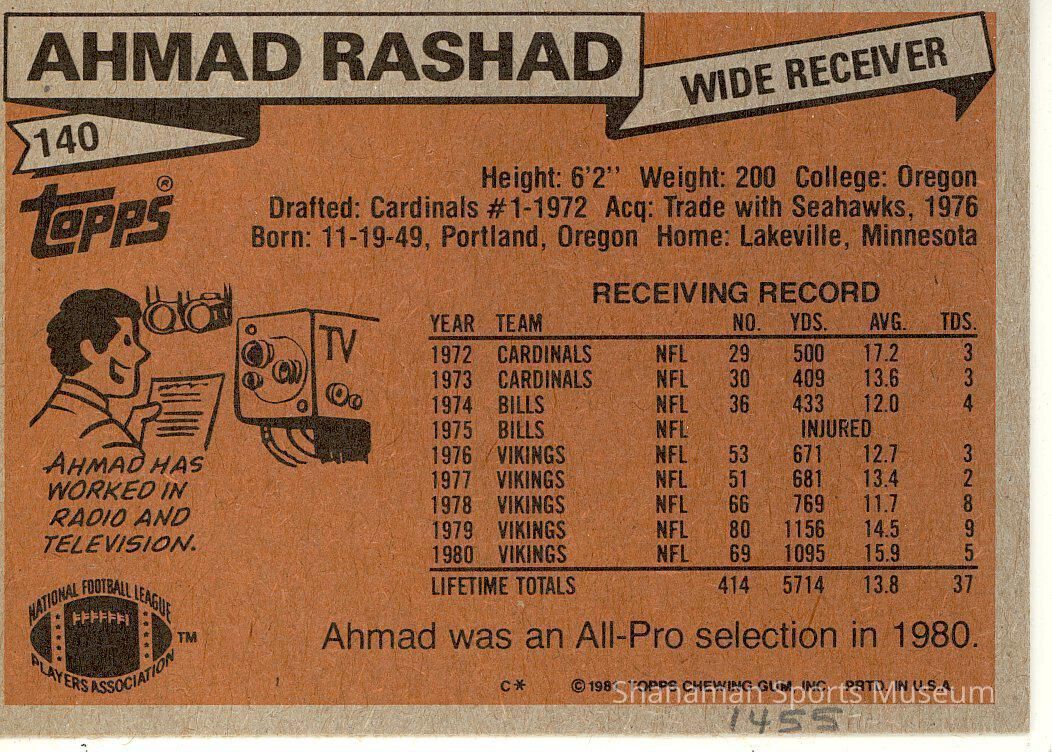 AHMAD RASHAD
WIDE RECEIVER
140
TOPPS®
Height: 6'2'' Weight: 200 College: Oregon
Drafted: Cardinals #1-1972 Acq: Trade with Seahawks, 1976
Born: 11-19-49, Portland, Oregon Home: Lakeville, Minnesota
TV
AHMAD HAS
WORKED IN
RADIO AND
TELEVISION.
RECEIVING RECORD
YEAR TEAM NO. YDS. AVG. TDS.
1972 CARDINALS NFL 29 500 17.2 3
1973 CARDINALS NFL 30 409 13.6 3
1974 BILLS NFL 36 433 12.0 4
1975 BILLS NFL INJURED
1976 VIKINGS NFL 53 671 12.7 3
1977 VIKINGS NFL 51 681 13.4 2
1978 VIKINGS NFL 66 769 11.7 8
1979 VIKINGS NFL 80 1156 14.5 9
1980 VIKINGS NFL 69 1095 15.9 5
LIFETIME TOTALS 414 5714 13.8 37
NATIONAL FOOTBALL LEAGUE
PLAYERS ASSOCIATION
TM
Ahmad was an All-Pro selection in 1980.
C* © 1981 TOPPS CHEWING GUM, INC. PRTD. IN U.S.A.
Shanaman Sports Museum
1455